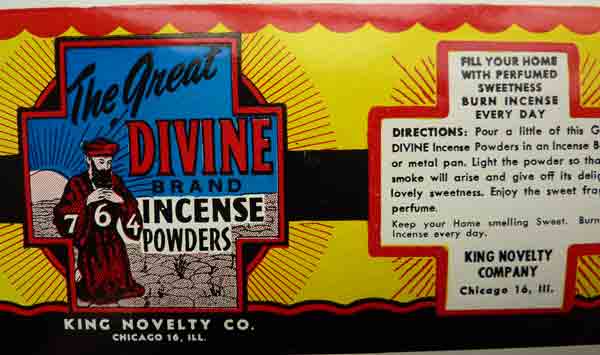 The Great
DIVINE
BRAND
INCENSE
POWDERS
7 6 4
KING NOVELTY CO.
CHICAGO 16, ILL.
FILL YOUR HOME
WITH PERFUMED
SWEETNESS
BURN INCENSE
EVERY DAY
DIRECTIONS: Pour a little of this
DIVINE Incense Powders in an Incense
or metal pan. Light the powder so
smoke will arise and give off its
lovely sweetness. Enjoy the sweet
perfume.
Keep your Home smelling Sweet. Burn
Incense every day.
KING NOVELTY
COMPANY
Chicago 16, Ill.